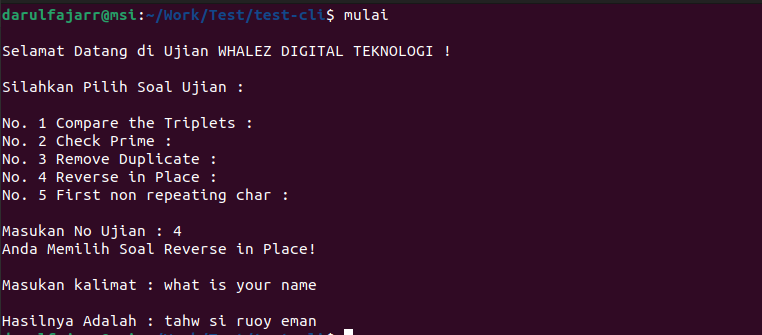 darulfajarr@msi:~/Work/Test/test-cli$ mulai
Selamat Datang di Ujian WHALEZ DIGITAL TEKNOLOGI !
Silahkan Pilih Soal Ujian :
No. 1 Compare the Triplets :
No. 2 Check Prime :
No. 3 Remove Duplicate :
No. 4 Reverse in Place :
No. 5 First non repeating char :
Masukan No Ujian : 4
Anda Memilih Soal Reverse in Place!
Masukan kalimat : what is your name
Hasilnya Adalah : tahw si ruoy eman